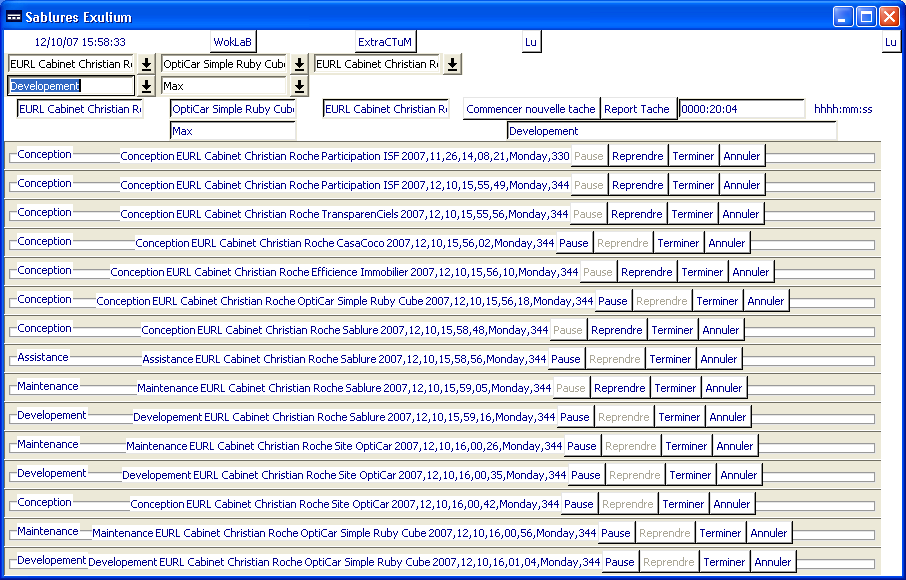 Sablures Exulium
12/10/07 15:58:33 WokLaB ExtraCTuM Lu Lu
EURL Cabinet Christian R OptiCar Simple Ruby Cub EURL Cabinet Christian R
Developement Max
EURL Cabinet Christian R OptiCar Simple Ruby Cube EURL Cabinet Christian R Commencer nouvelle tache Report Tache 0000:20:04 hhhh:mm:ss
Max Developement
Conception Conception EURL Cabinet Christian Roche Participation ISF 2007,11,26,14,08,21,Monday,330 Pause Reprendre Terminer Annuler
Conception Conception EURL Cabinet Christian Roche Participation ISF 2007,12,10,15,55,49,Monday,344 Pause Reprendre Terminer Annuler
Conception Conception EURL Cabinet Christian Roche TransparenCiels 2007,12,10,15,55,56,Monday,344 Pause Reprendre Terminer Annuler
Conception Conception EURL Cabinet Christian Roche CasaCoco 2007,12,10,15,56,02,Monday,344 Pause Reprendre Terminer Annuler
Conception Conception EURL Cabinet Christian Roche Efficience Immobilier 2007,12,10,15,56,10,Monday,344 Pause Reprendre Terminer Annuler
Conception Conception EURL Cabinet Christian Roche OptiCar Simple Ruby Cube 2007,12,10,15,56,18,Monday,344 Pause Reprendre Terminer Annuler
Conception Conception EURL Cabinet Christian Roche Sablure 2007,12,10,15,58,48,Monday,344 Pause Reprendre Terminer Annuler
Assistance Assistance EURL Cabinet Christian Roche Sablure 2007,12,10,15,58,56,Monday,344 Pause Reprendre Terminer Annuler
Maintenance Maintenance EURL Cabinet Christian Roche Sablure 2007,12,10,15,59,05,Monday,344 Pause Reprendre Terminer Annuler
Developement Developement EURL Cabinet Christian Roche Sablure 2007,12,10,15,59,16,Monday,344 Pause Reprendre Terminer Annuler
Maintenance Maintenance EURL Cabinet Christian Roche Site OptiCar 2007,12,10,16,00,26,Monday,344 Pause Reprendre Terminer Annuler
Developement Developement EURL Cabinet Christian Roche Site OptiCar 2007,12,10,16,00,35,Monday,344 Pause Reprendre Terminer Annuler
Conception Conception EURL Cabinet Christian Roche Site OptiCar 2007,12,10,16,00,42,Monday,344 Pause Reprendre Terminer Annuler
Maintenance Maintenance EURL Cabinet Christian Roche OptiCar Simple Ruby Cube 2007,12,10,16,00,56,Monday,344 Pause Reprendre Terminer Annuler
Developement Developement EURL Cabinet Christian Roche OptiCar Simple Ruby Cube 2007,12,10,16,01,04,Monday,344 Pause Reprendre Terminer Annuler